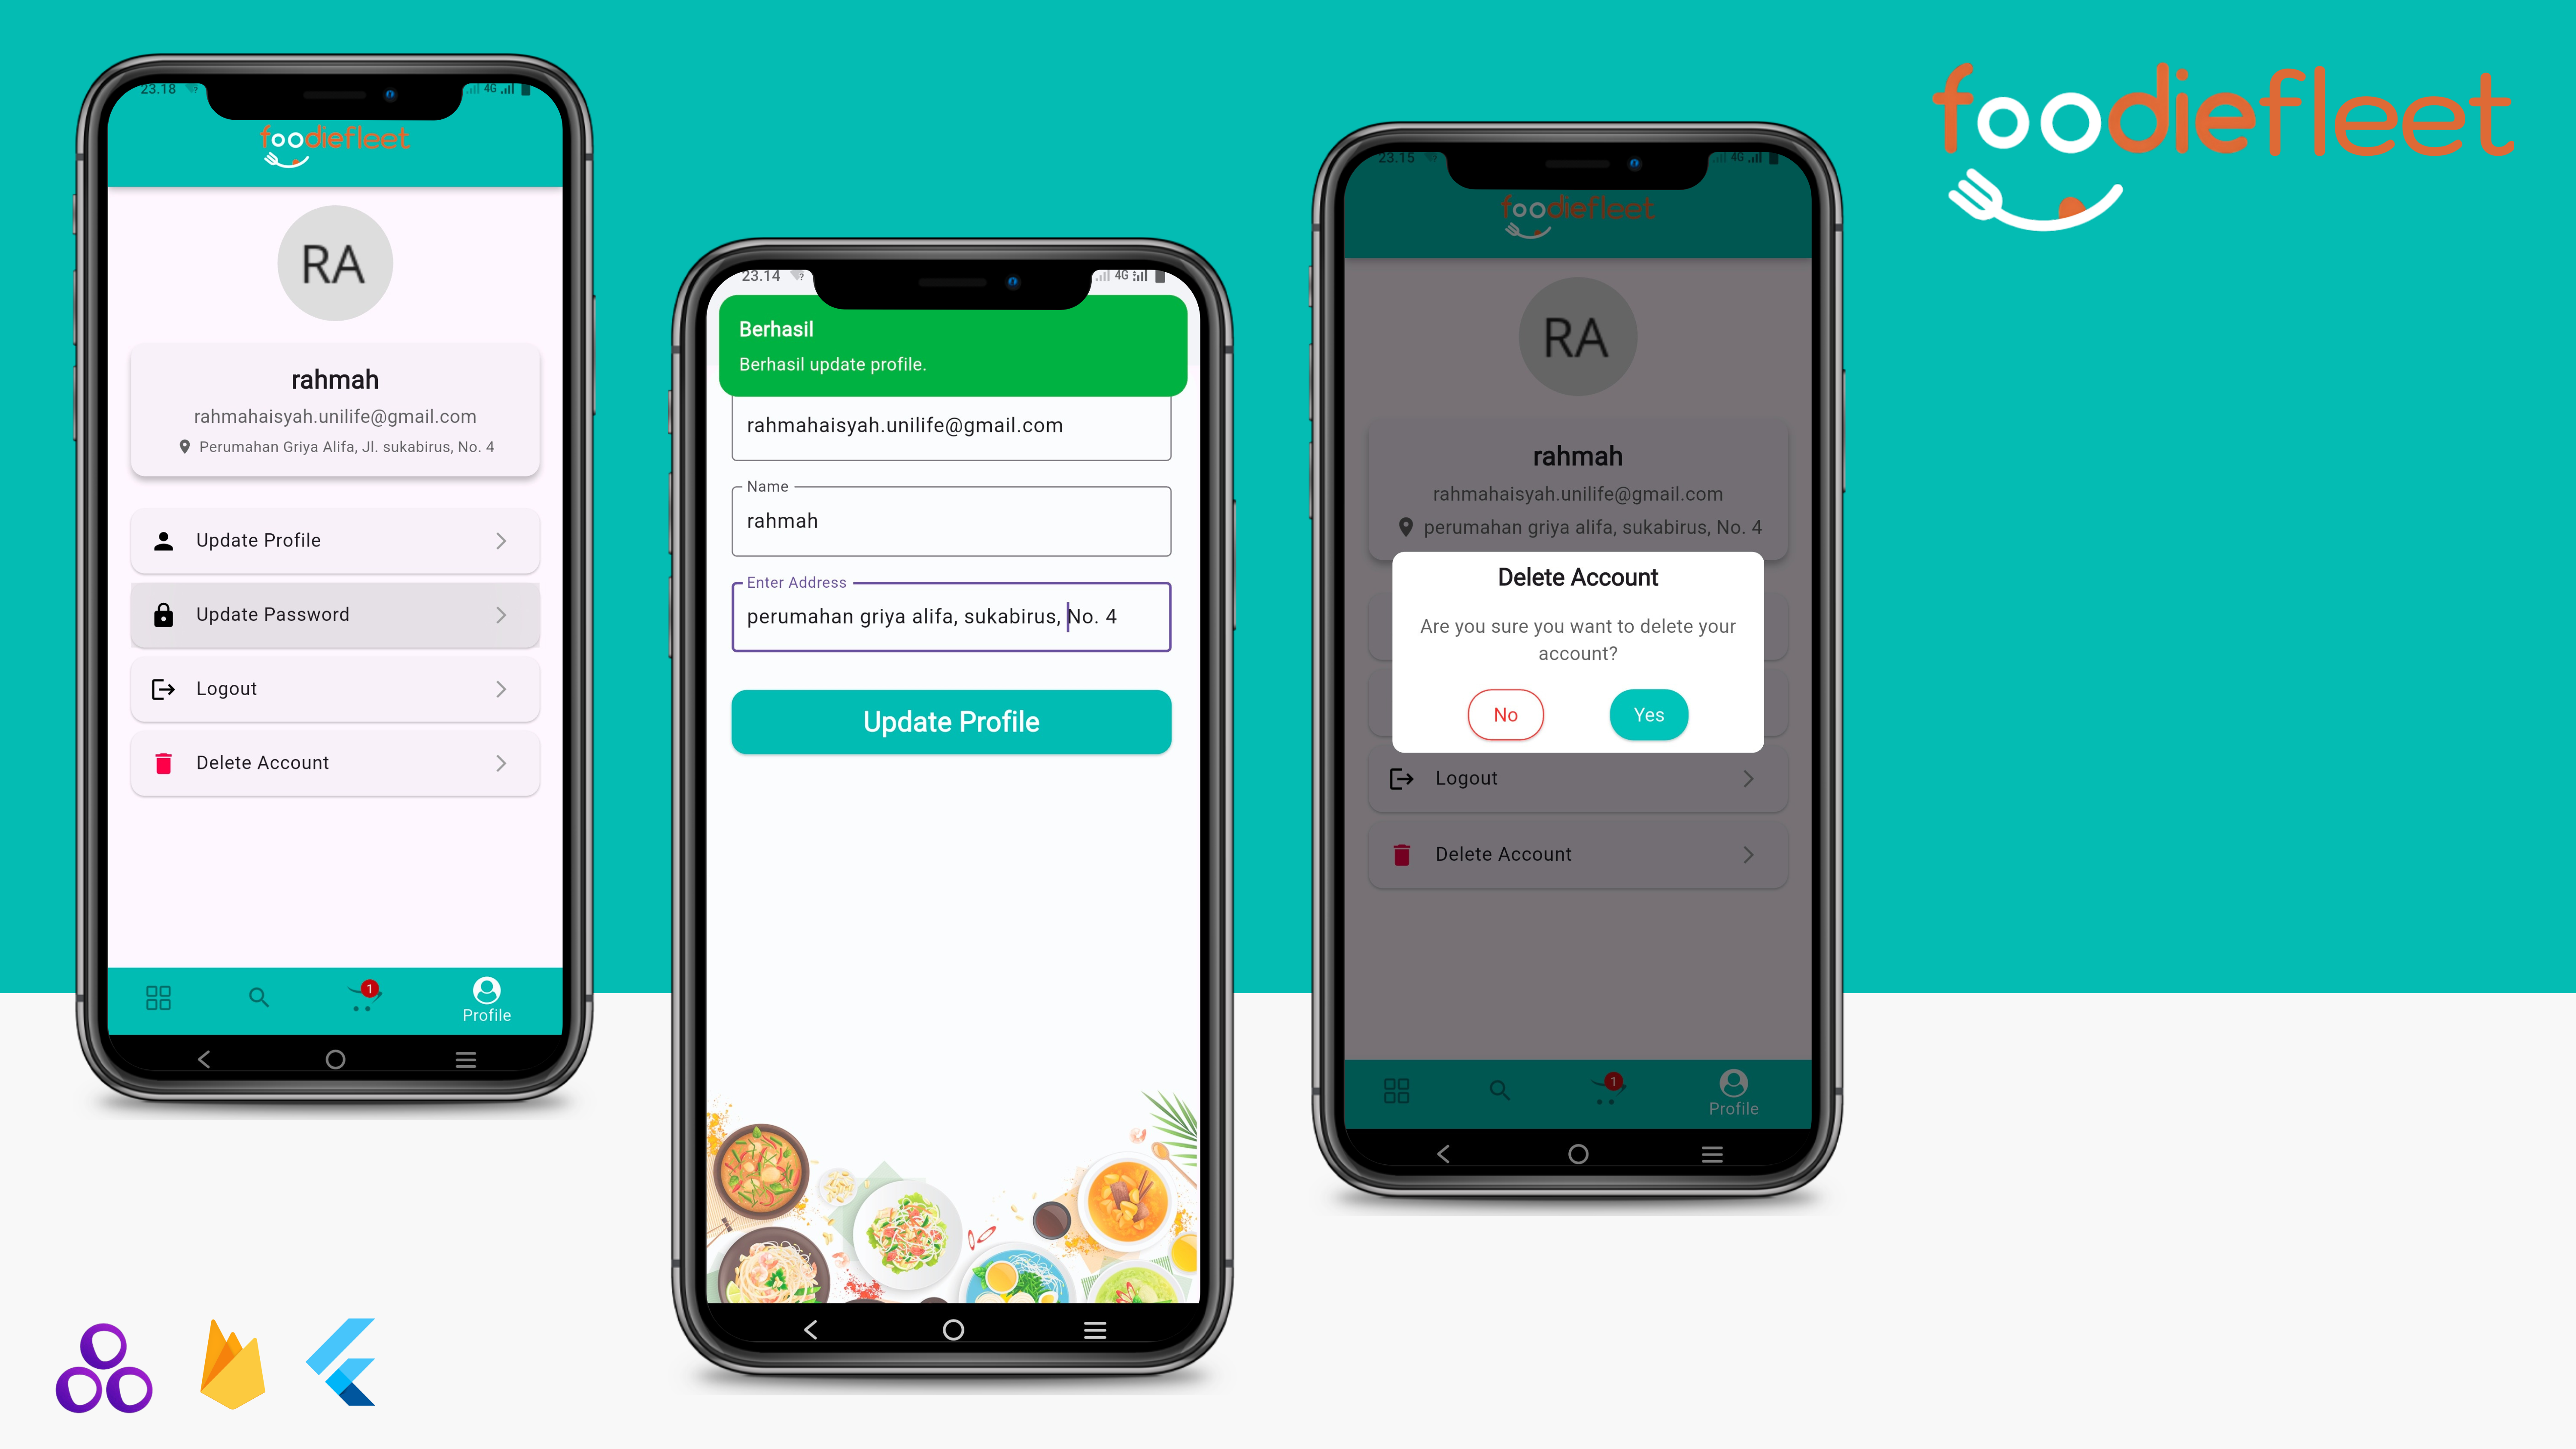 23.18
4G
foodiefleet
RA
rahmah
rahmahaisyah.unilife@gmail.com
Perumahan Griya Alifa, Jl. sukabirus, No. 4
Update Profile
Update Password
Logout
Delete Account
1
Profile
23.14
4G
Berhasil
Berhasil update profile.
rahmahaisyah.unilife@gmail.com
Name
rahmah
Enter Address
perumahan griya alifa, sukabirus, No. 4
Update Profile
23.15
4G
foodiefleet
RA
rahmah
rahmahaisyah.unilife@gmail.com
perumahan griya alifa, sukabirus, No. 4
Delete Account
Are you sure you want to delete your
account?
No
Yes
Logout
Delete Account
1
Profile
foodiefleet